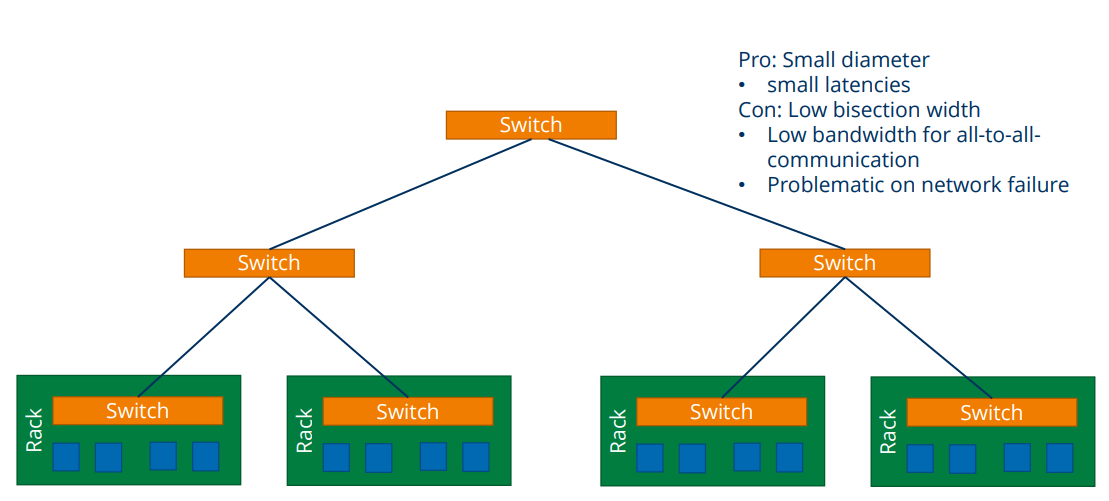 Pro: Small diameter
• small latencies
Con: Low bisection width
• Low bandwidth for all-to-all-
communication
• Problematic on network failure
Switch
Switch
Switch
Rack
Switch
Rack
Switch
Rack
Switch
Rack
Switch